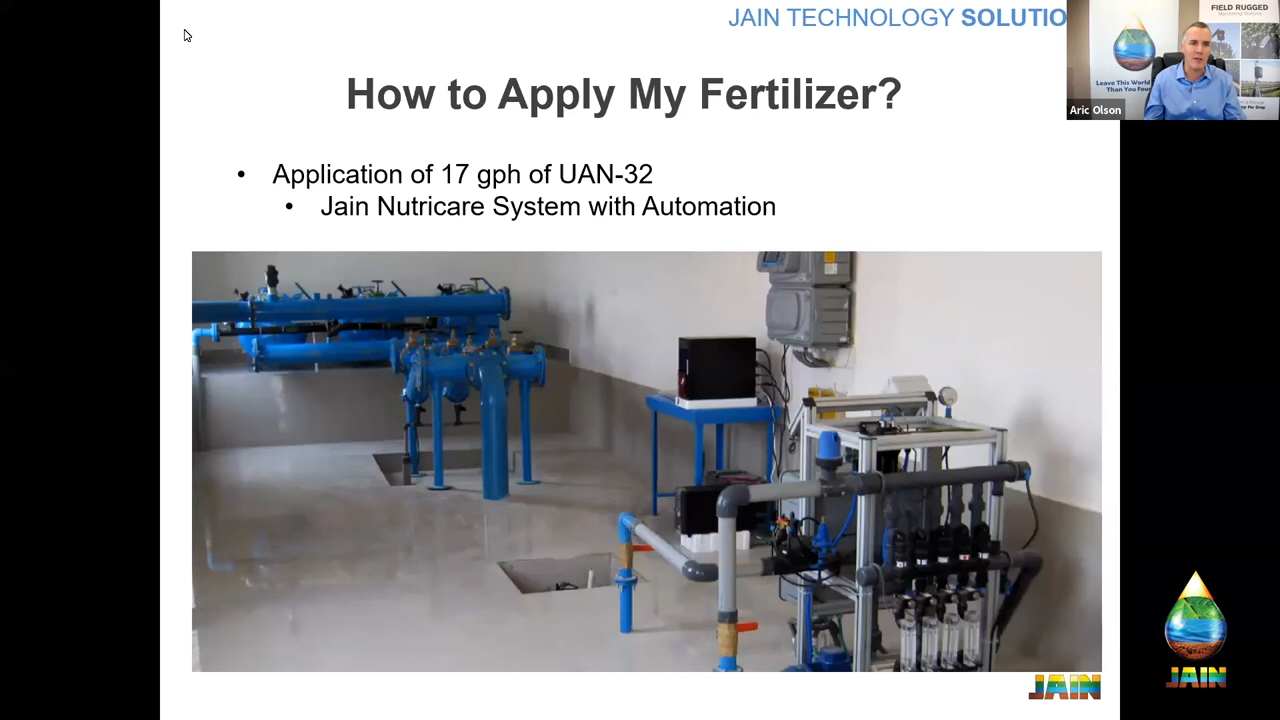 JAIN TECHNOLOGY SOLUTIO
FIELD RUGGED
Leave This World
Than You Foun
Aric Olson
How to Apply My Fertilizer?
• Application of 17 gph of UAN-32
• Jain Nutricare System with Automation
JAIN
JAIN